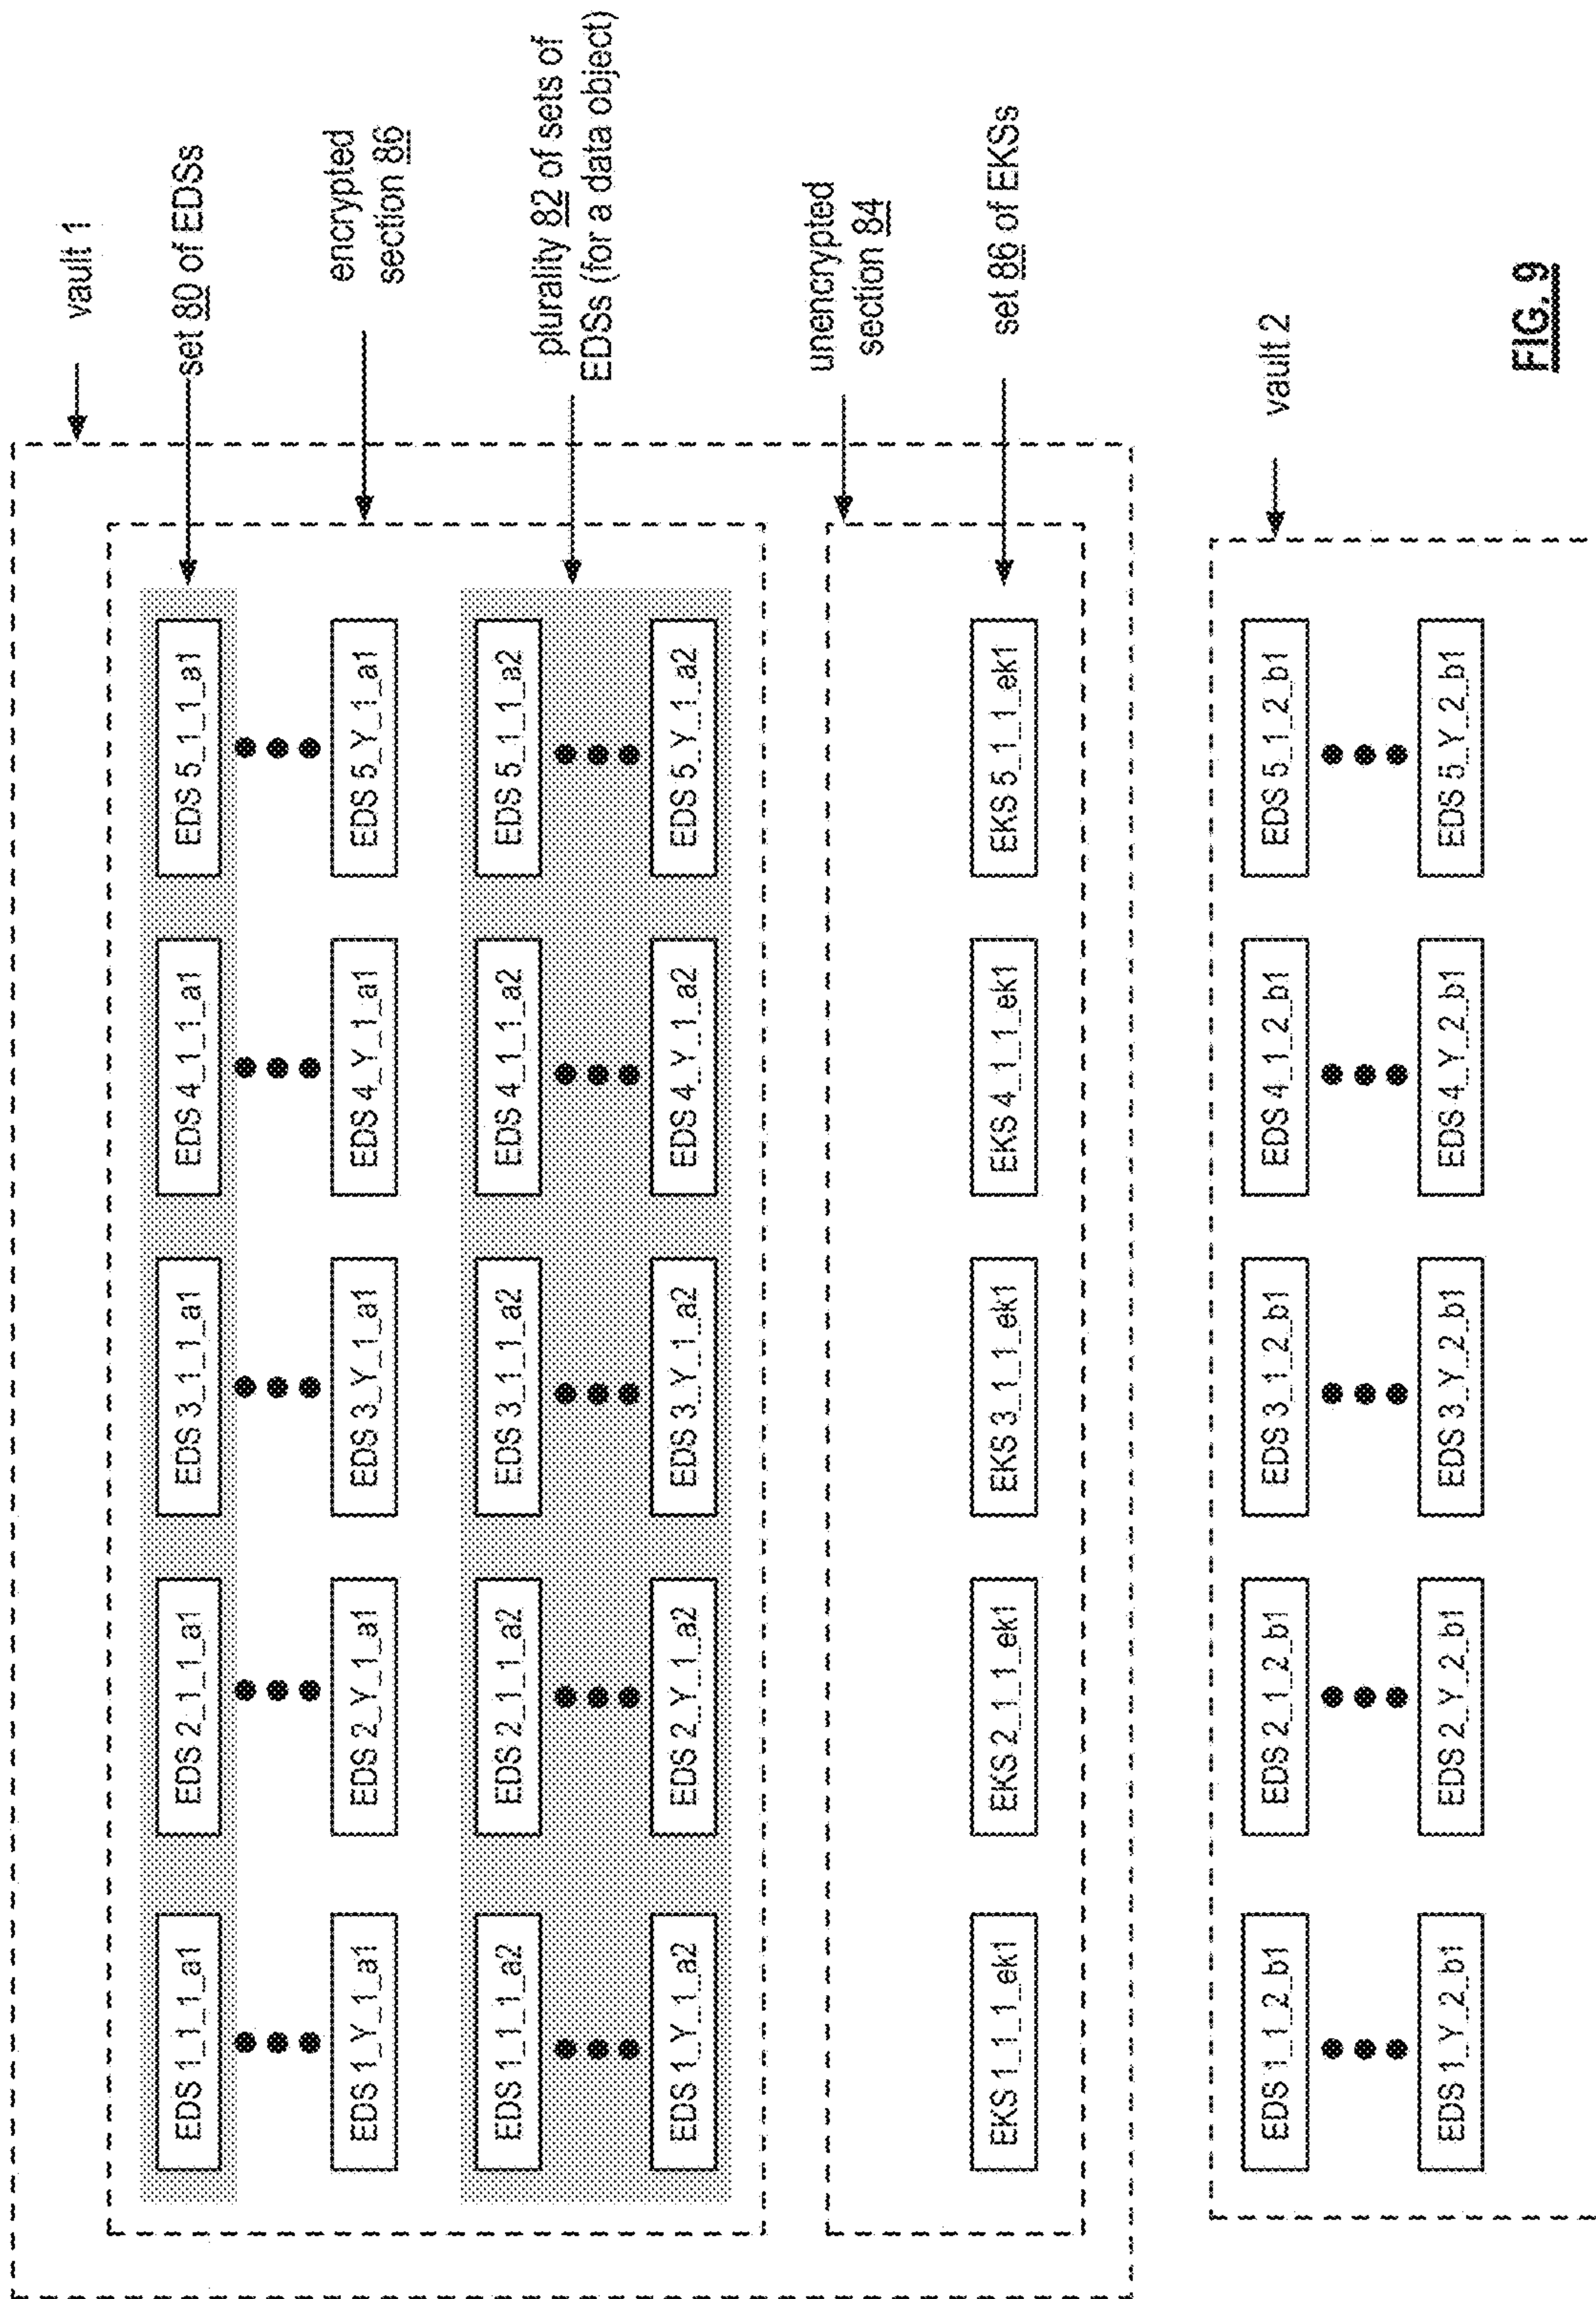 vault 1
set 80 of EDSs
encrypted
section 86
plurality 82 of sets of
EDSs (for a data object)
unencrypted
section 84
set 86 of EKSs
EDS 1_1_1_a1
EDS 2_1_1_a1
EDS 3_1_1_a1
EDS 4_1_1_a1
EDS 5_1_1_a1
EDS 1_Y_1_a1
EDS 2_Y_1_a1
EDS 3_Y_1_a1
EDS 4_Y_1_a1
EDS 5_Y_1_a1
EDS 1_1_1_a2
EDS 2_1_1_a2
EDS 3_1_1_a2
EDS 4_1_1_a2
EDS 5_1_1_a2
EDS 1_Y_1_a2
EDS 2_Y_1_a2
EDS 3_Y_1_a2
EDS 4_Y_1_a2
EDS 5_Y_1_a2
EKS 1_1_1_ek1
EKS 2_1_1_ek1
EKS 3_1_1_ek1
EKS 4_1_1_ek1
EKS 5_1_1_ek1
vault 2
EDS 1_1_2_b1
EDS 2_1_2_b1
EDS 3_1_2_b1
EDS 4_1_2_b1
EDS 5_1_2_b1
EDS 1_Y_2_b1
EDS 2_Y_2_b1
EDS 3_Y_2_b1
EDS 4_Y_2_b1
EDS 5_Y_2_b1
FIG. 9